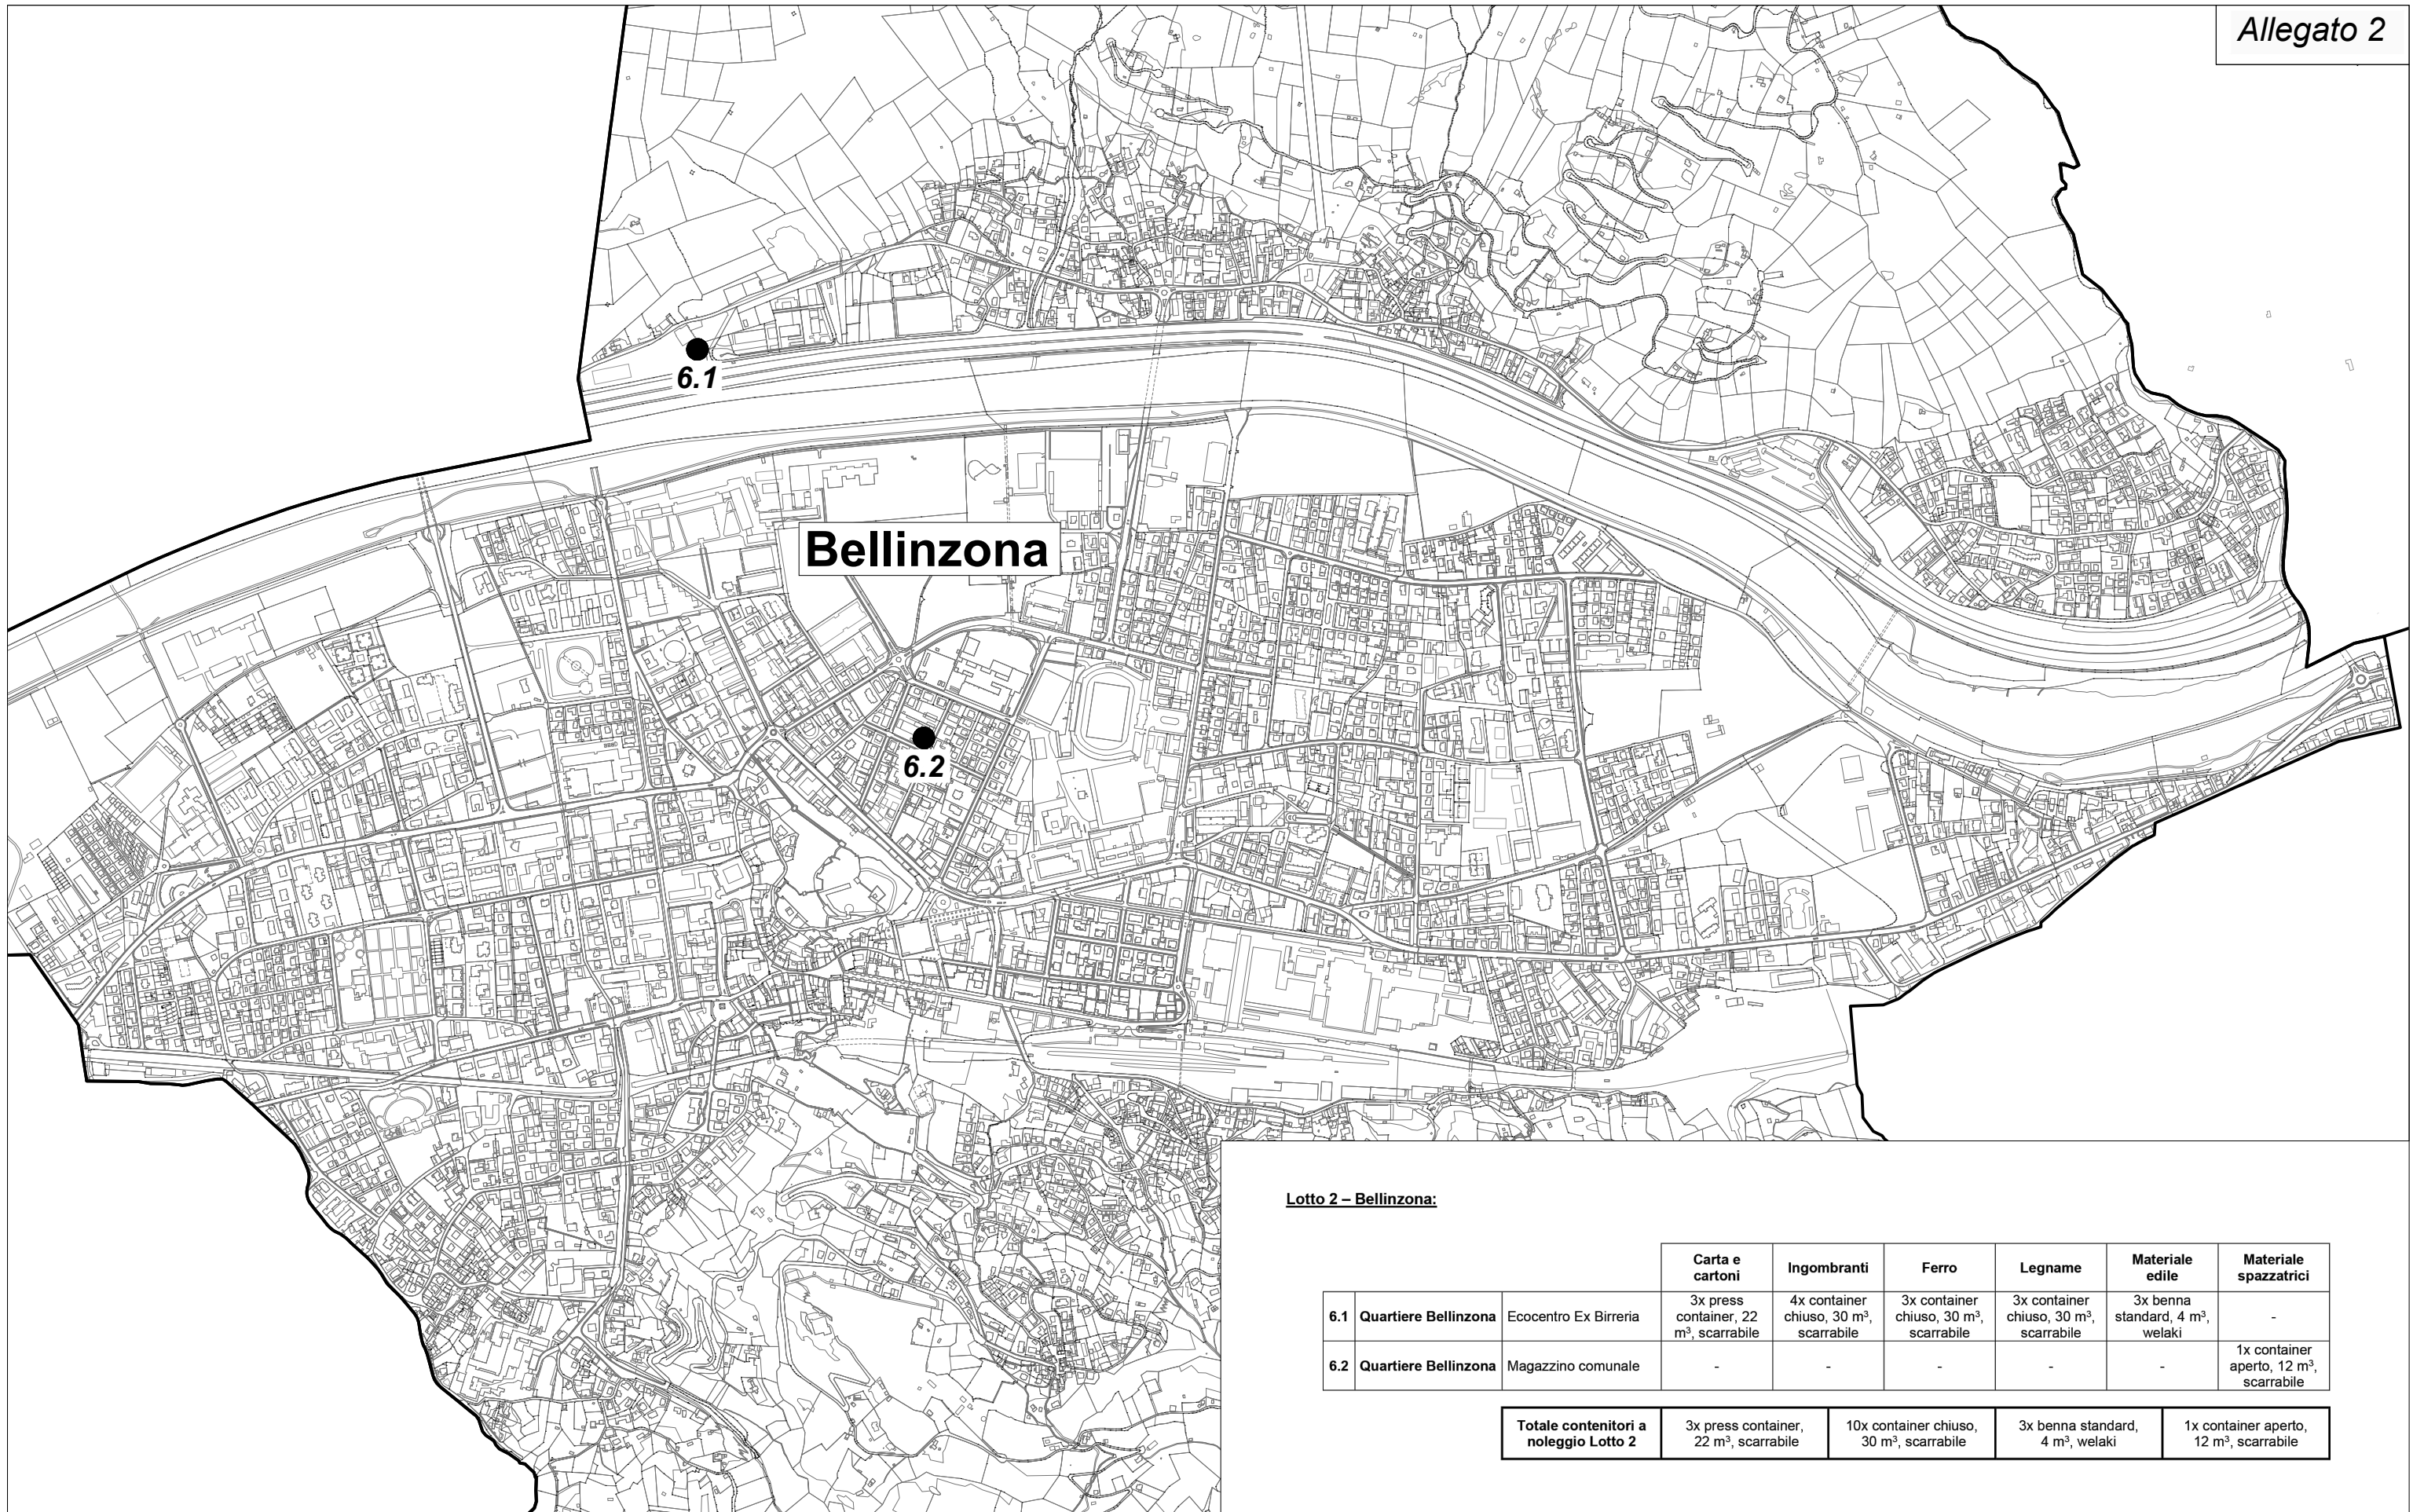 Allegato 2
6.1
Bellinzona
6.2
Lotto 2 – Bellinzona:
Carta e
cartoni
Ingombranti
Ferro
Legname
Materiale
edile
Materiale
spazzatrici
6.1
Quartiere Bellinzona
Ecocentro Ex Birreria
3x press
container, 22
m³, scarrabile
4x container
chiuso, 30 m³,
scarrabile
3x container
chiuso, 30 m³,
scarrabile
3x container
chiuso, 30 m³,
scarrabile
3x benna
standard, 4 m³,
welaki
-
6.2
Quartiere Bellinzona
Magazzino comunale
-
-
-
-
-
1x container
aperto, 12 m³,
scarrabile
Totale contenitori a
noleggio Lotto 2
3x press container,
22 m³, scarrabile
10x container chiuso,
30 m³, scarrabile
3x benna standard,
4 m³, welaki
1x container aperto,
12 m³, scarrabile